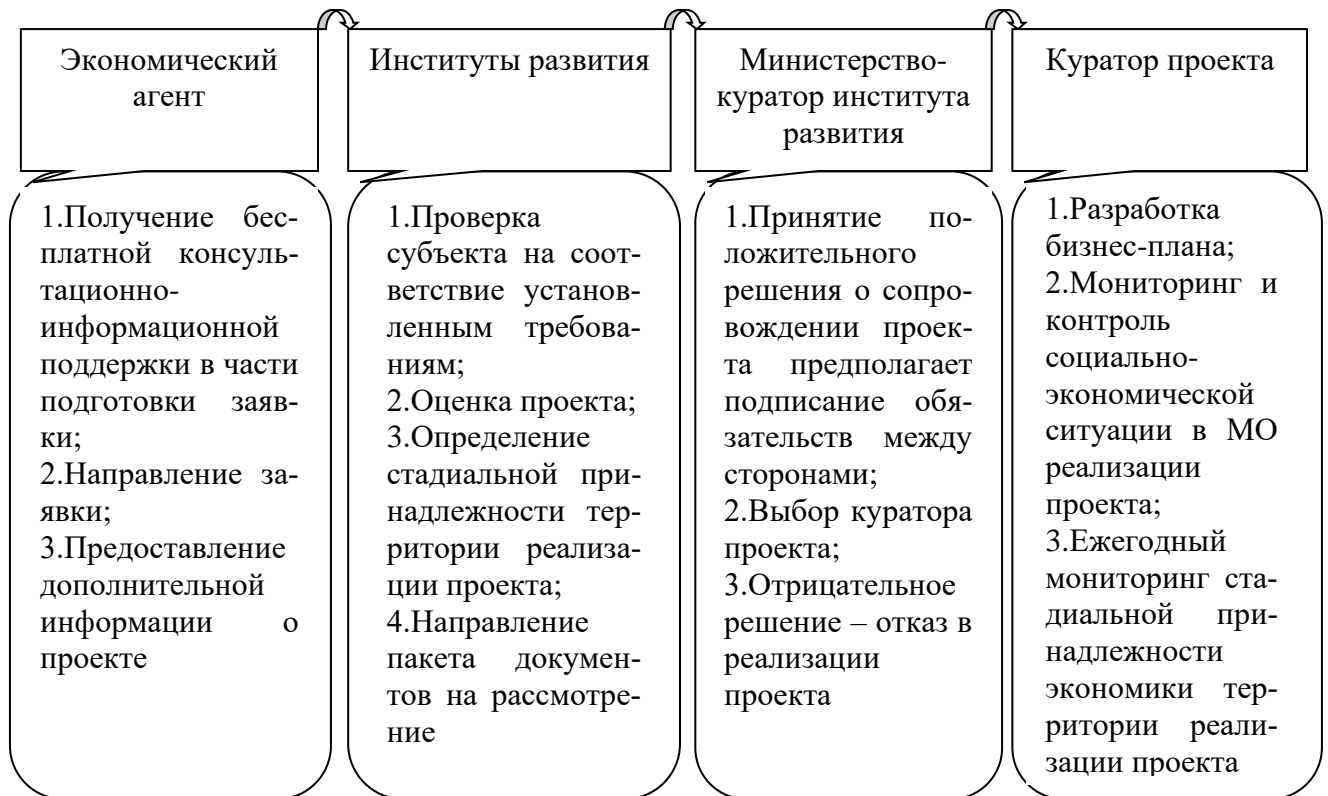 Экономический
агент
Институты развития
Министерство-
куратор института
развития
Куратор проекта
1.Получение бес-
платной консуль-
тационно-
информационной
поддержки в части
подготовки заяв-
ки;
2.Направление за-
явки;
3.Предоставление
дополнительной
информации о
проекте
1.Проверка
субъекта на соот-
ветствие установ-
ленным требова-
ниям;
2.Оценка проекта;
3.Определение
стадиальной при-
надлежности тер-
ритории реализа-
ции проекта;
4.Направление
пакета докумен-
тов на рассмотре-
ние
1.Принятие по-
ложительного
решения о сопро-
вождении проек-
та предполагает
подписание обя-
зательств между
сторонами;
2.Выбор куратора
проекта;
3.Отрицательное
решение – отказ в
реализации
проекта
1.Разработка
бизнес-плана;
2.Мониторинг и
контроль
социально-
экономической
ситуации в МО
реализации
проекта;
3.Ежегодный
мониторинг ста-
диальной при-
надлежности
экономики тер-
ритории реали-
зации проекта